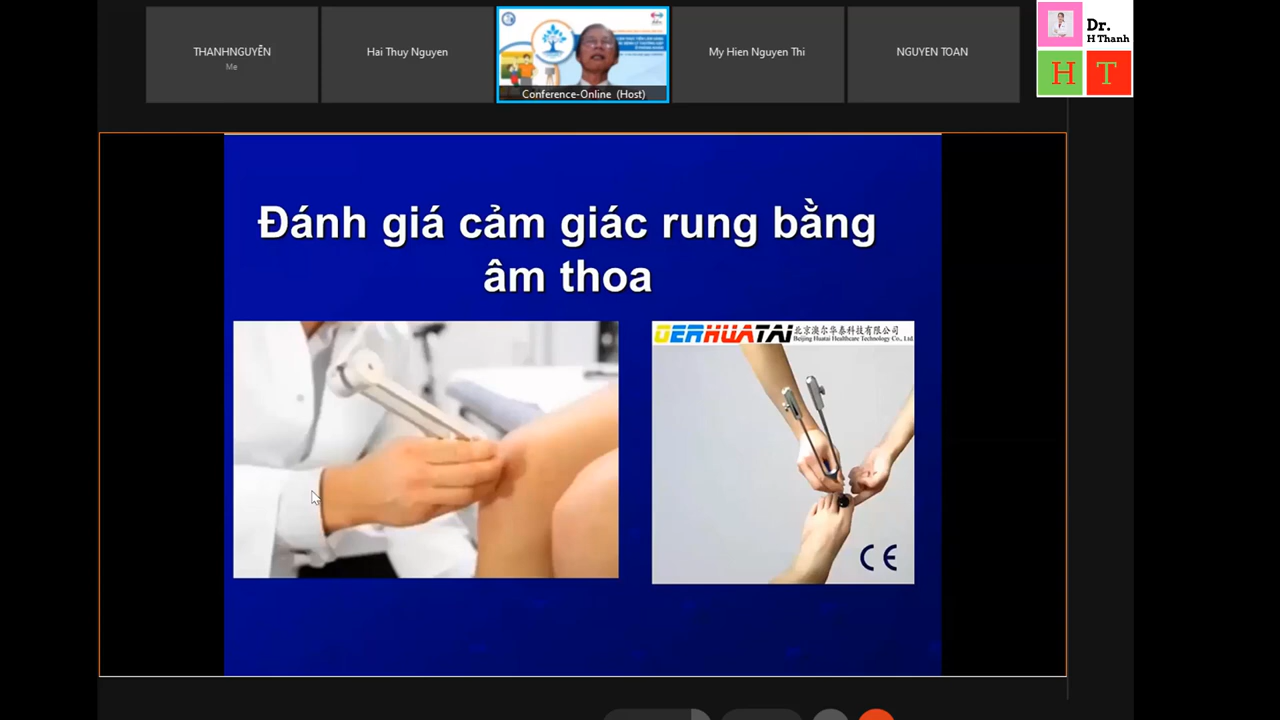 THANHNGUYỄN
Me
Hai Thuy Nguyen
Conference-Online (Host)
My Hien Nguyen Thi
NGUYEN TOAN
Dr.
H Thanh
H T
Đánh giá cảm giác rung bằng
âm thoa
OERHUATAI 北京澳尔华泰科技有限公司
Beijing Huatai Healthcare Technology Co., Ltd.
CE